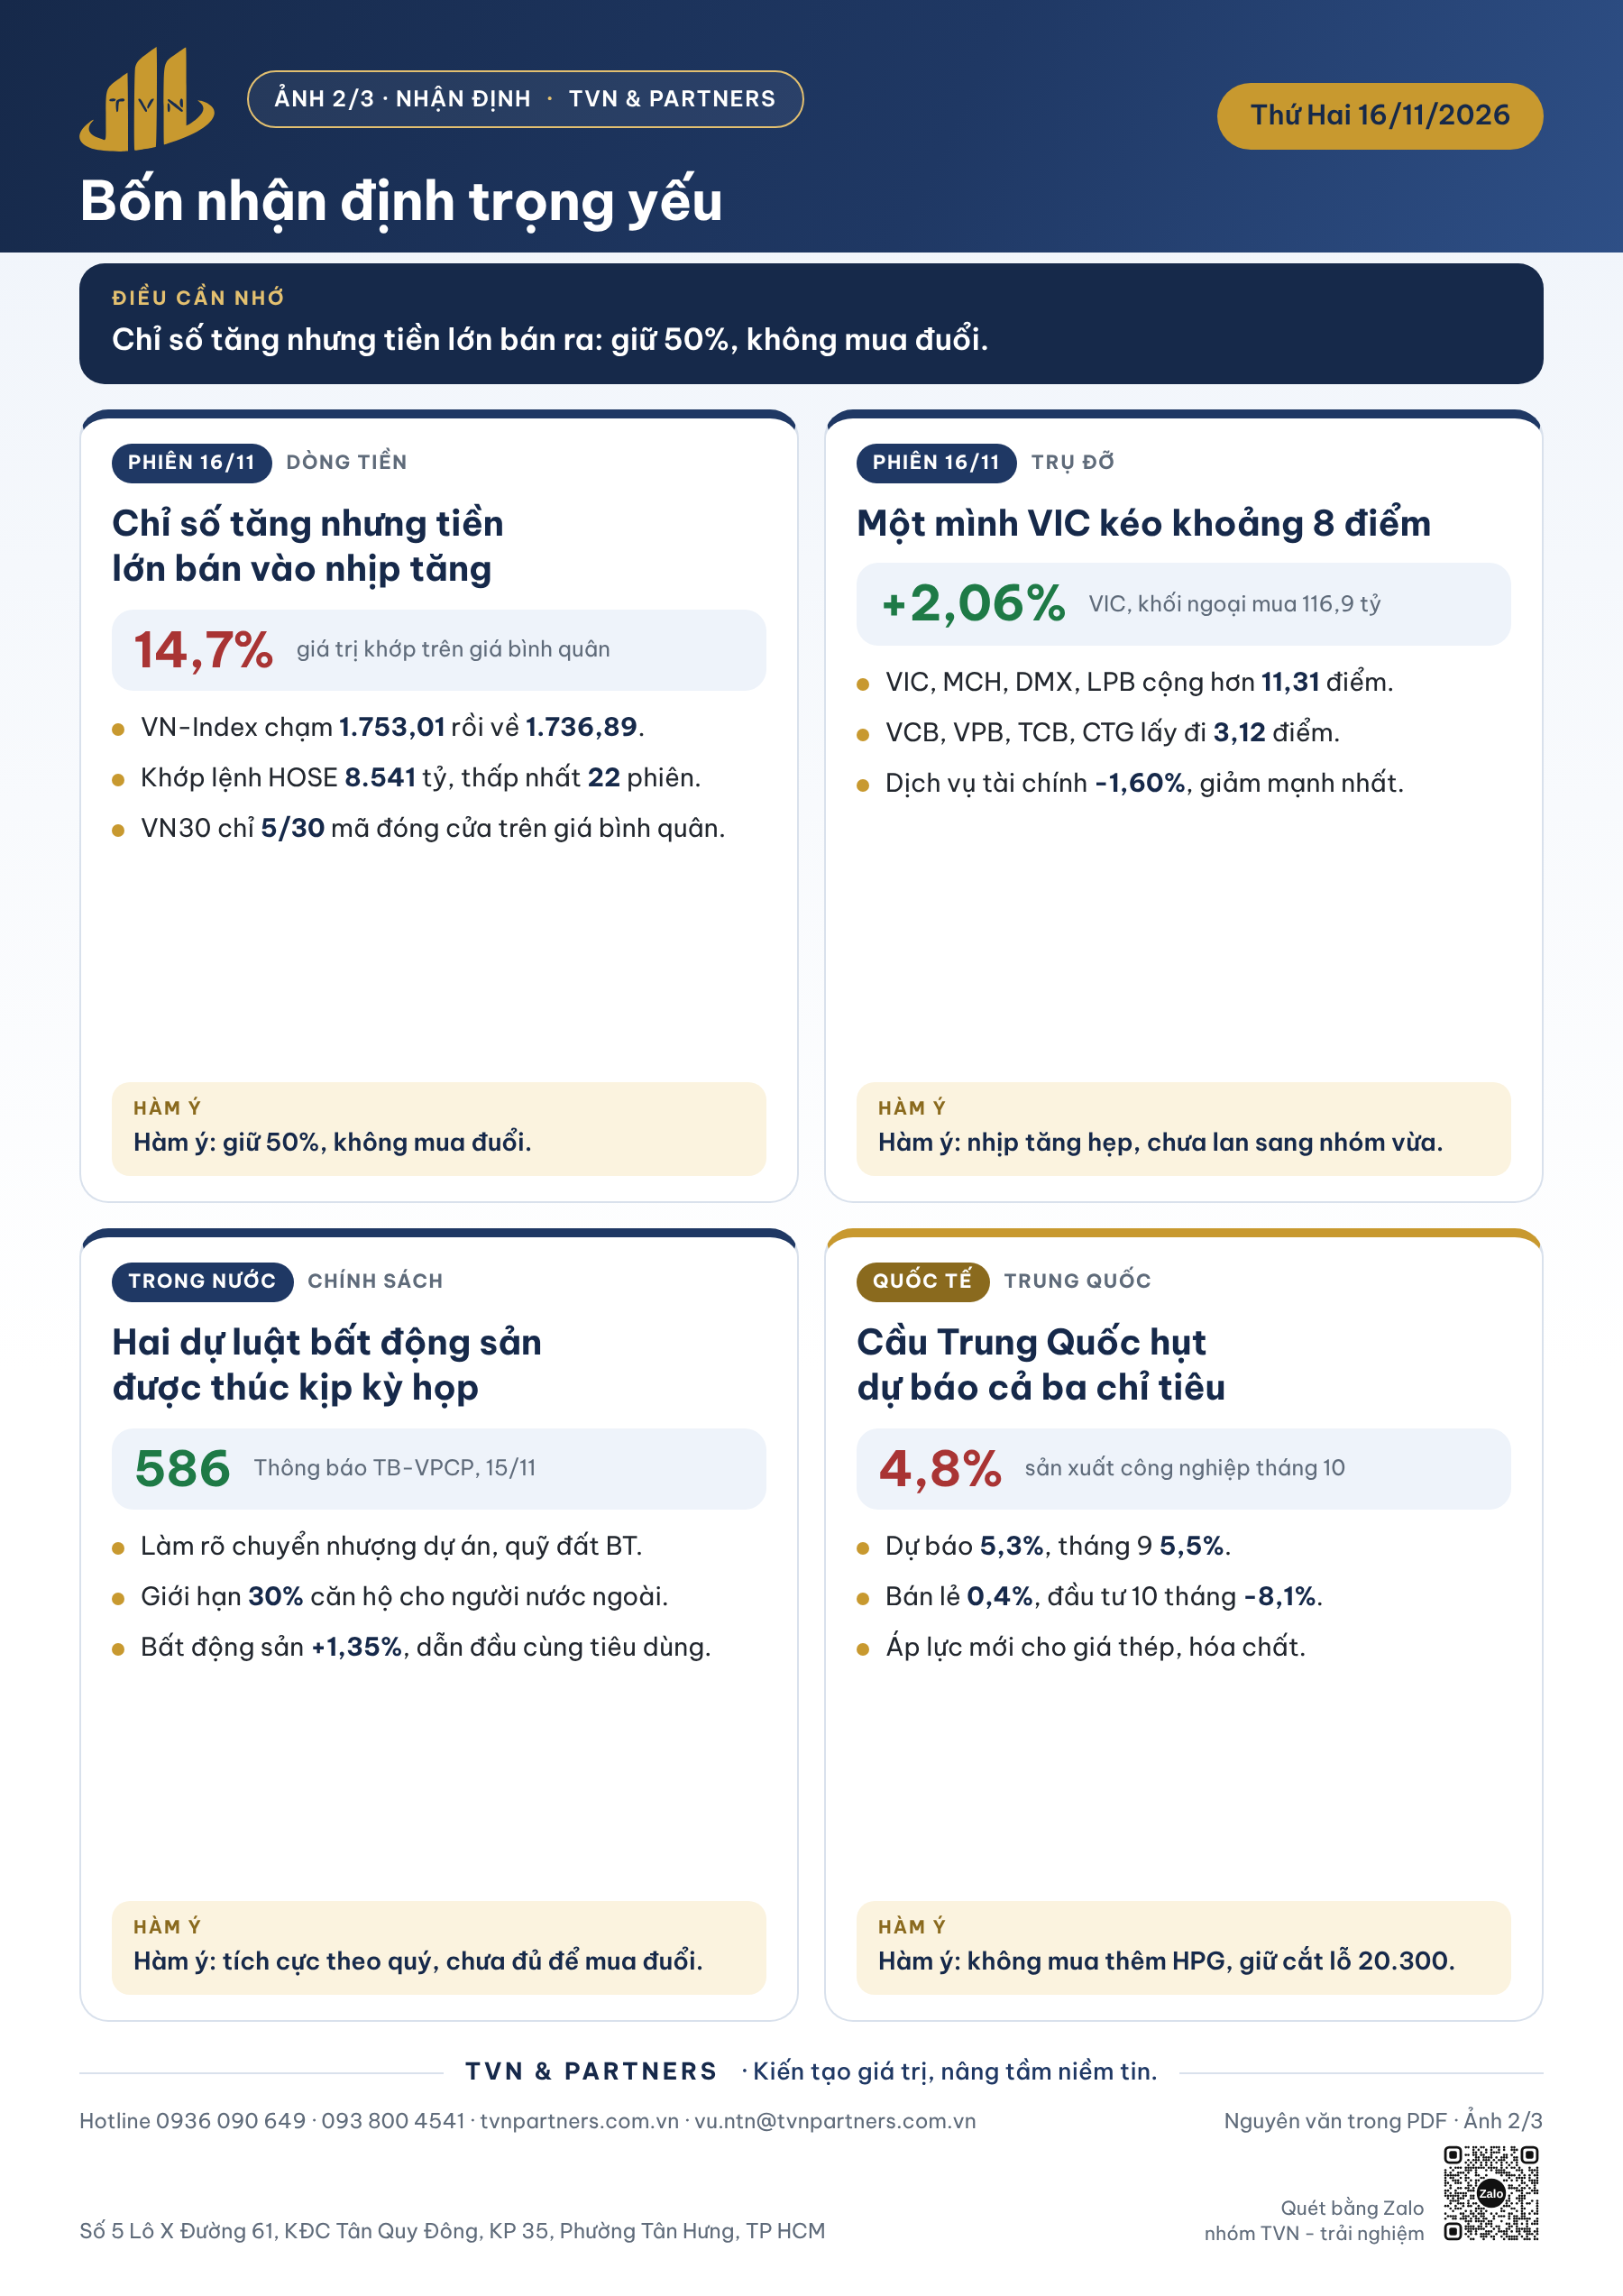 TVN
ẢNH 2/3 · NHẬN ĐỊNH · TVN & PARTNERS
Thứ Hai 16/11/2026
Bốn nhận định trọng yếu
ĐIỀU CẦN NHỚ
Chỉ số tăng nhưng tiền lớn bán ra: giữ 50%, không mua đuổi.
PHIÊN 16/11 DÒNG TIỀN
Chỉ số tăng nhưng tiền
lớn bán vào nhịp tăng
14,7% giá trị khớp trên giá bình quân
VN-Index chạm 1.753,01 rồi về 1.736,89.
Khớp lệnh HOSE 8.541 tỷ, thấp nhất 22 phiên.
VN30 chỉ 5/30 mã đóng cửa trên giá bình quân.
HÀM Ý
Hàm ý: giữ 50%, không mua đuổi.
PHIÊN 16/11 TRỤ ĐỠ
Một mình VIC kéo khoảng 8 điểm
+2,06% VIC, khối ngoại mua 116,9 tỷ
VIC, MCH, DMX, LPB cộng hơn 11,31 điểm.
VCB, VPB, TCB, CTG lấy đi 3,12 điểm.
Dịch vụ tài chính -1,60%, giảm mạnh nhất.
HÀM Ý
Hàm ý: nhịp tăng hẹp, chưa lan sang nhóm vừa.
TRONG NƯỚC CHÍNH SÁCH
Hai dự luật bất động sản
được thúc kịp kỳ họp
586 Thông báo TB-VPCP, 15/11
Làm rõ chuyển nhượng dự án, quỹ đất BT.
Giới hạn 30% căn hộ cho người nước ngoài.
Bất động sản +1,35%, dẫn đầu cùng tiêu dùng.
HÀM Ý
Hàm ý: tích cực theo quý, chưa đủ để mua đuổi.
QUỐC TẾ TRUNG QUỐC
Cầu Trung Quốc hụt
dự báo cả ba chỉ tiêu
4,8% sản xuất công nghiệp tháng 10
Dự báo 5,3%, tháng 9 5,5%.
Bán lẻ 0,4%, đầu tư 10 tháng -8,1%.
Áp lực mới cho giá thép, hóa chất.
HÀM Ý
Hàm ý: không mua thêm HPG, giữ cắt lỗ 20.300.
TVN & PARTNERS · Kiến tạo giá trị, nâng tầm niềm tin.
Hotline 0936 090 649 · 093 800 4541 · tvnpartners.com.vn · vu.ntn@tvnpartners.com.vn
Nguyên văn trong PDF · Ảnh 2/3
Số 5 Lô X Đường 61, KĐC Tân Quy Đông, KP 35, Phường Tân Hưng, TP HCM
Quét bằng Zalo
nhóm TVN - trải nghiệm
Zalo